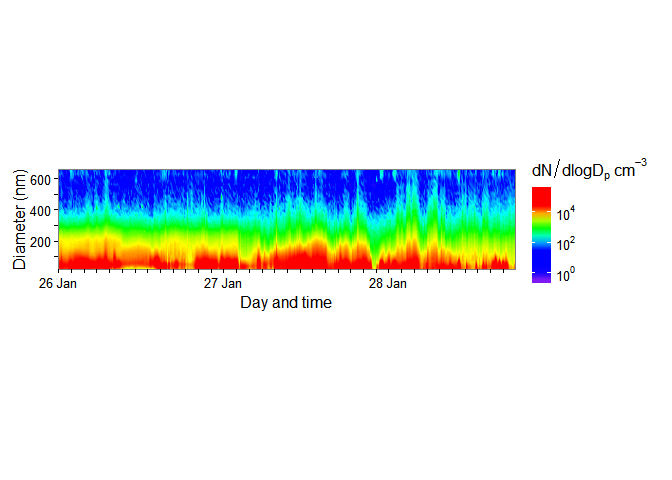 dN/dlogDₚ cm⁻³
600
400
200
Diameter (nm)
10⁴
10²
10⁰
26 Jan 27 Jan 28 Jan
Day and time